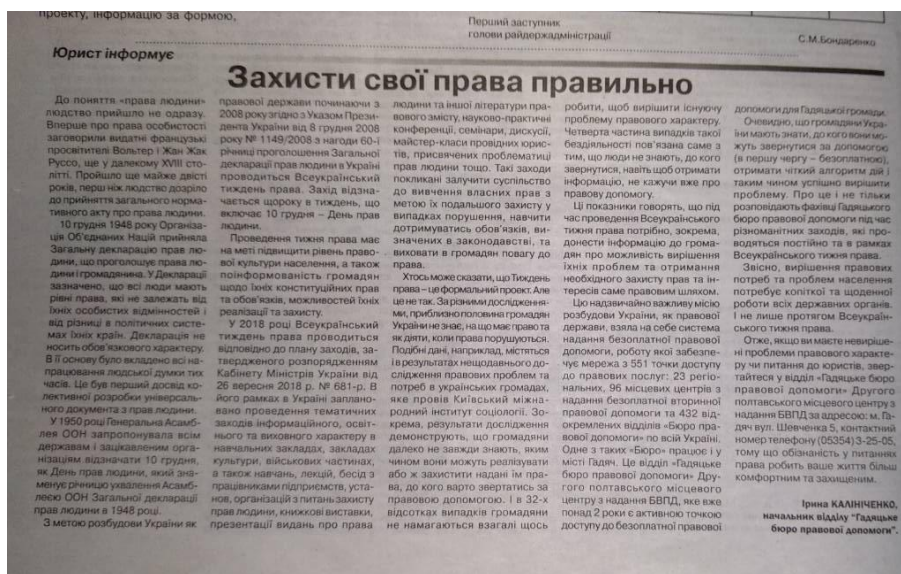 проекту, інформацію за формою,
Перший заступник
голови райдержадміністрації
С.М.Бондаренко
Юрист інформує
Захисти свої права правильно
До поняття «права людини»
людство прийшло не одразу.
Вперше про права особистості
заговорили видатні французькі
просвітителі Вольтер і Жан Жак
Руссо, ще у далекому XVIII сто-
літті. Пройшло ще майже двісті
років, перш ніж людство дозріло
до прийняття загального норма-
тивного акту про права людини.
10 грудня 1948 року Організа-
ція Об'єднаних Націй прийняла
Загальну декларацію прав лю-
дини, що проголошує права лю-
дини і громадянина. У Декларації
зазначено, що всі люди мають
рівні права, які не залежать від
їхніх особистих відмінностей і
від різниці в політичних систе-
мах їхніх країн. Декларація не
носить обов'язкового характеру.
В її основу було вкладено всі на-
працювання людської думки тих
часів. Це був перший досвід ко-
лективної розробки універсаль-
ного документа з прав людини.
У 1950 році Генеральна Асамб-
лея ООН запропонувала всім
державам і зацікавленим орга-
нізаціям відзначати 10 грудня,
як День прав людини, який зна-
менує річницю ухвалення Асамб-
леєю ООН Загальної декларації
прав людини в 1948 році.
З метою розбудови України як
правової держави починаючи з
2008 року згідно з Указом Прези-
дента України від 8 грудня 2008
року № 1149/2008 з нагоди 60-ї
річниці проголошення Загальної
декларації прав людини в Україні
проводиться Всеукраїнський
тиждень права. Захід відзна-
чається щороку в тиждень, що
включає 10 грудня – День прав
людини.
Проведення тижня права має
на меті підвищити рівень право-
вої культури населення, а також
поінформованість громадян
щодо їхніх конституційних прав
та обов'язків, можливостей їхніх
реалізації та захисту.
У 2018 році Всеукраїнський
тиждень права проводиться
відповідно до плану заходів, за-
твердженого розпорядженням
Кабінету Міністрів України від
26 вересня 2018 р. № 681-р. В
його рамках в Україні заплано-
вано проведення тематичних
заходів інформаційного, освіт-
нього та виховного характеру в
навчальних закладах, закладах
культури, військових частинах,
а також навчань, лекцій, бесід з
працівниками підприємств, уста-
нов, організацій з питань захисту
прав людини, книжкові виставки,
презентації видань про права
людини та іншої літератури пра-
вового змісту, науково-практичні
конференції, семінари, дискусії,
майстер-класи провідних юрис-
тів, присвячених проблематиці
прав людини тощо. Такі заходи
покликані залучити суспільство
до вивчення власних прав з
метою їх подальшого захисту у
випадках порушення, навчити
дотримуватись обов'язків, ви-
значених в законодавстві, та
виховати в громадян повагу до
права.
Хтось може сказати, що Тиждень
права – це формальний проект. Але
це не так. За різними дослідження-
ми, приблизно половина громадян
України не знає, на що має право та
як діяти, коли права порушуються.
Подібні дані, наприклад, містяться
і в результатах нещодавнього до-
слідження правових проблем та
потреб в українських громадах,
яке провів Київський міжна-
родний інститут соціології. Зо-
крема, результати дослідження
демонструють, що громадяни
далеко не завжди знають, яким
чином вони можуть реалізувати
або ж захистити надані їм пра-
ва, до кого варто звертатись за
правовою допомогою. І в 32-х
відсотках випадків громадяни
не намагаються взагалі щось
робити, щоб вирішити існуючу
проблему правового характеру.
Четверта частина випадків такої
бездіяльності пов'язана саме з
тим, що люди не знають, до кого
звернутися, навіть щоб отримати
інформацію, не кажучи вже про
правову допомогу.
Ці показники говорять, що під
час проведення Всеукраїнського
тижня права потрібно, зокрема,
донести інформацію до грома-
дян про можливість вирішення
їхніх проблем та отримання
необхідного захисту прав та ін-
тересів саме правовим шляхом.
Цю надзвичайно важливу місію
розбудови України, як правової
держави, взяла на себе система
надання безоплатної правової
допомоги, роботу якої забезпе-
чує мережа з 551 точки доступу
до правових послуг: 23 регіо-
нальних, 96 місцевих центрів з
надання безоплатної вторинної
правової допомоги та 432 від-
окремлених відділів «Бюро пра-
вової допомоги» по всій Україні.
Одне з таких «Бюро» працює і у
місті Гадяч. Це відділ «Гадяцьке
бюро правової допомоги» Дру-
гого полтавського місцевого
центру з надання БВПД, яке вже
понад 2 роки є активною точкою
доступу до безоплатної правової
допомоги для Гадяцької громади.
Очевидно, що громадяни Укра-
їни мають знати, до кого вони мо-
жуть звернутися за допомогою
(в першу чергу – безоплатною),
отримати чіткий алгоритм дій і
таким чином успішно вирішити
проблему. Про це і не тільки
розповідають фахівці Гадяцького
бюро правової допомоги під час
різноманітних заходів, які про-
водяться постійно та в рамках
Всеукраїнського тижня права.
Звісно, вирішення правових
потреб та проблем населення
потребує копіткої та щоденної
роботи всіх державних органів.
І не лише протягом Всеукраїн-
ського тижня права.
Отже, якщо ви маєте невиріше-
ні проблеми правового характе-
ру чи питання до юристів, звер-
тайтеся у відділ «Гадяцьке бюро
правової допомоги» Другого
полтавського місцевого центру з
надання БВПД за адресою: м. Га-
дяч вул. Шевченка 5, контактний
номер телефону (05354) 3-25-05,
тому що обізнаність у питаннях
права робить ваше життя більш
комфортним та захищеним.
Ірина КАЛІНІЧЕНКО,
начальник відділу "Гадяцьке
бюро правової допомоги".